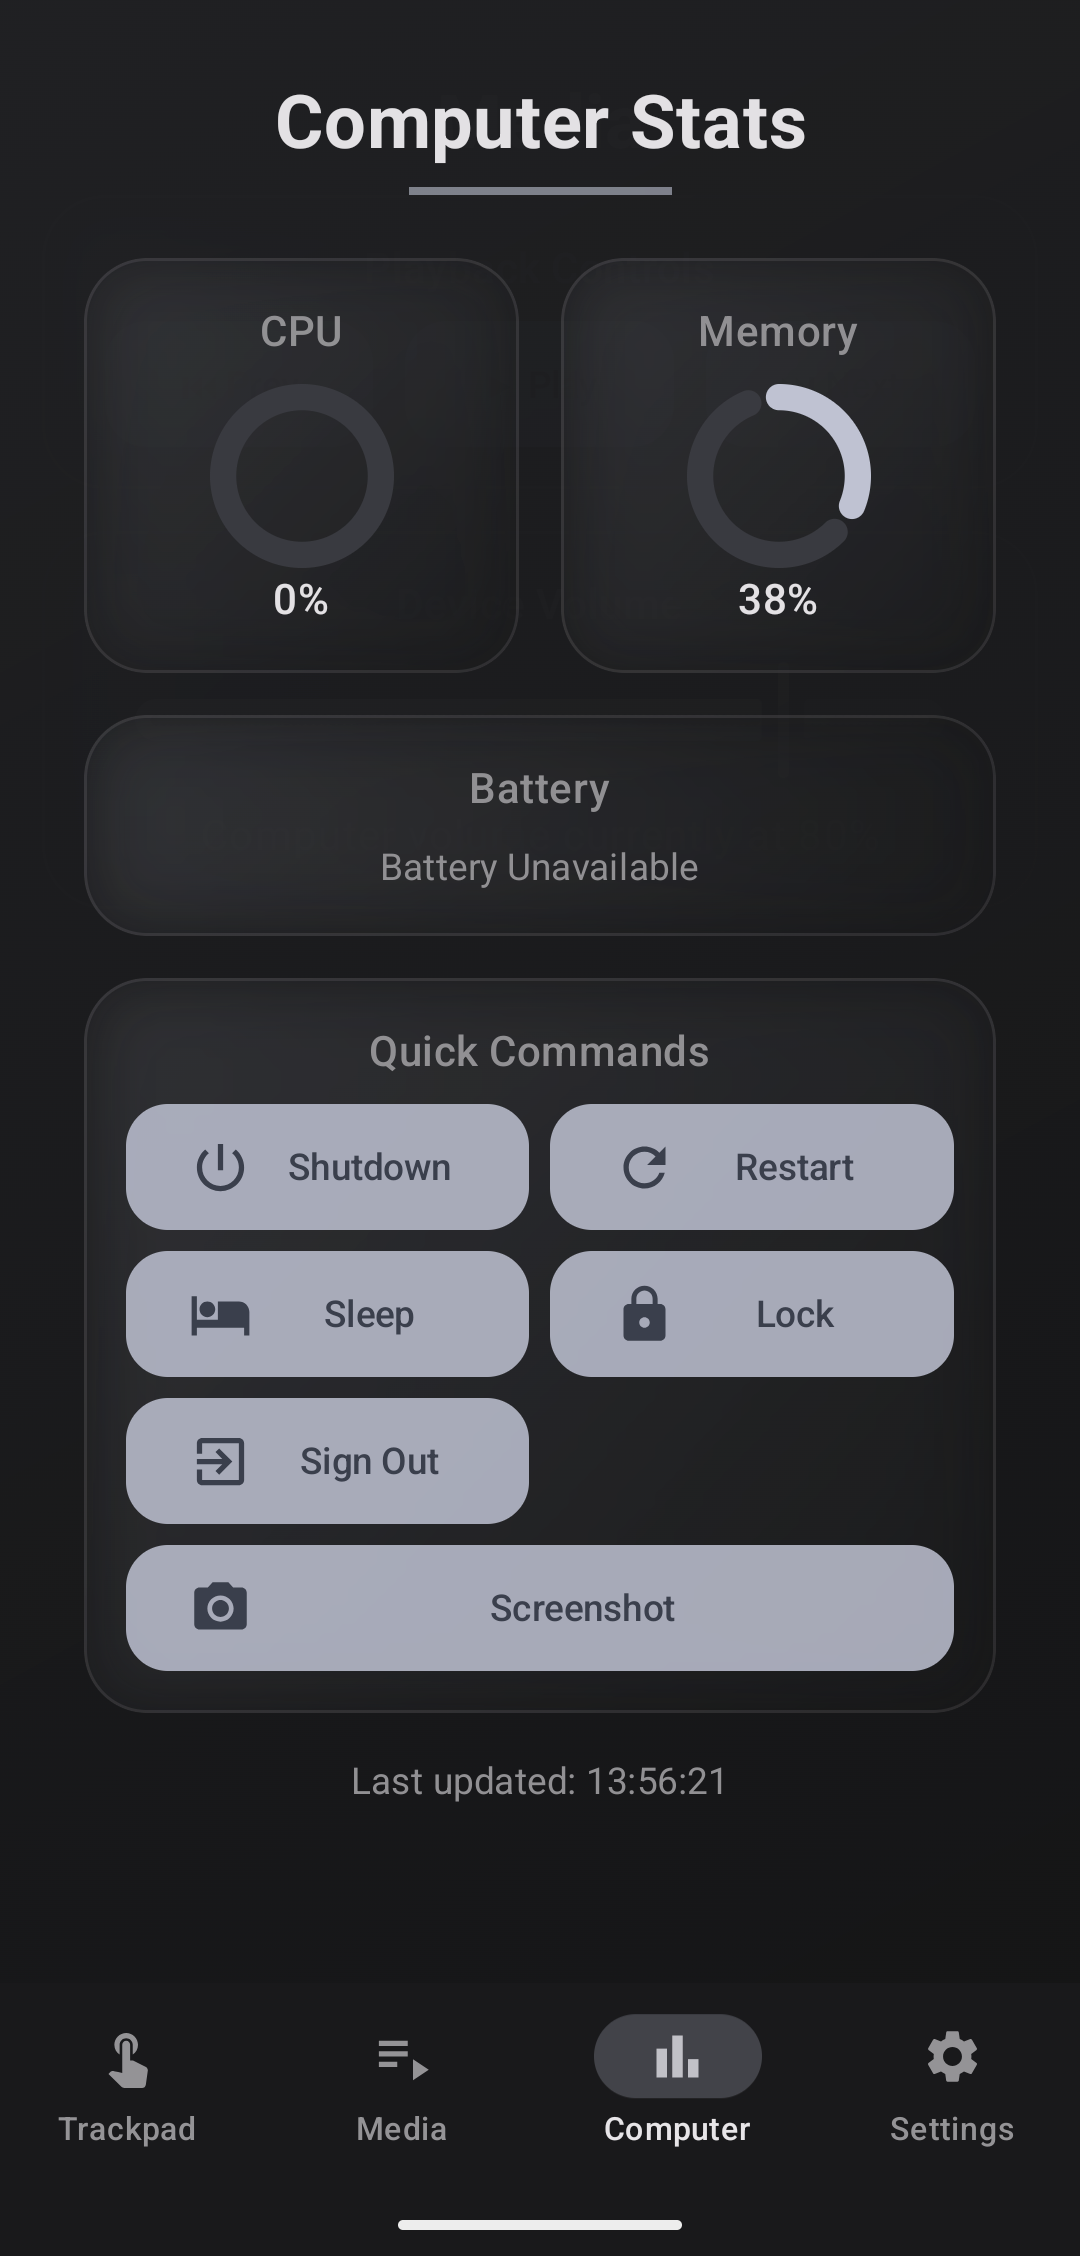 Computer Stats
CPU
Memory
0%
38%
Battery
Battery Unavailable
Quick Commands
Shutdown
Restart
Sleep
Lock
Sign Out
Screenshot
Last updated: 13:56:21
Trackpad
Media
Computer
Settings